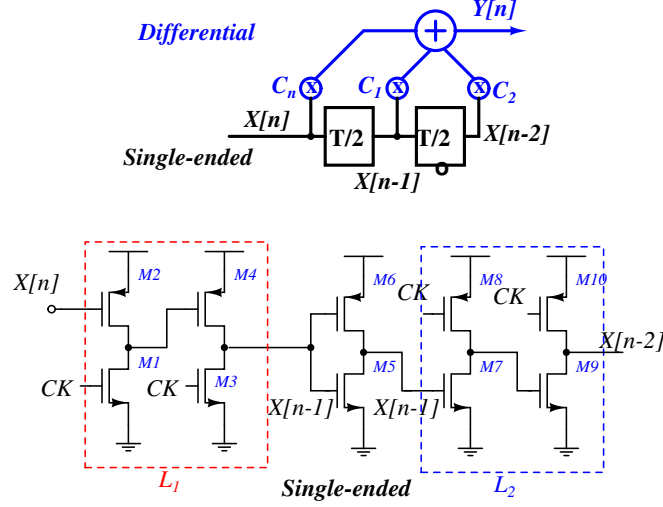 Differential
Y[n]
+
Cn
x
C1
x
x
C2
X[n]
T/2
T/2
X[n-2]
Single-ended
X[n-1]
X[n]
M2
M4
M6
M8
M10
CK
CK
X[n-2]
M1
M5
M7
M9
CK
CK
M3
X[n-1]
X[n-1]
L1
Single-ended
L2